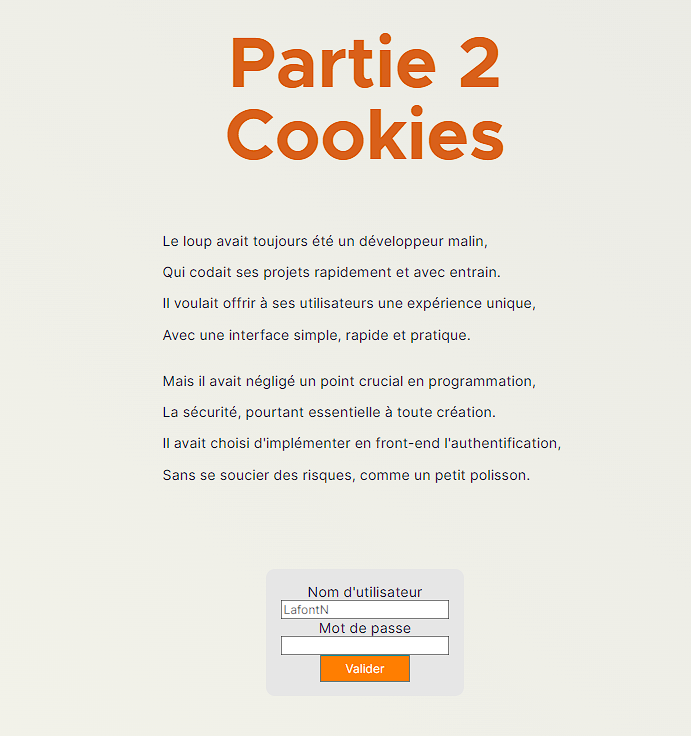 Partie 2
Cookies
Le loup avait toujours été un développeur malin,
Qui codait ses projets rapidement et avec entrain.
Il voulait offrir à ses utilisateurs une expérience unique,
Avec une interface simple, rapide et pratique.
Mais il avait négligé un point crucial en programmation,
La sécurité, pourtant essentielle à toute création.
Il avait choisi d'implémenter en front-end l'authentification,
Sans se soucier des risques, comme un petit polisson.
Nom d'utilisateur
LafontN
Mot de passe
Valider